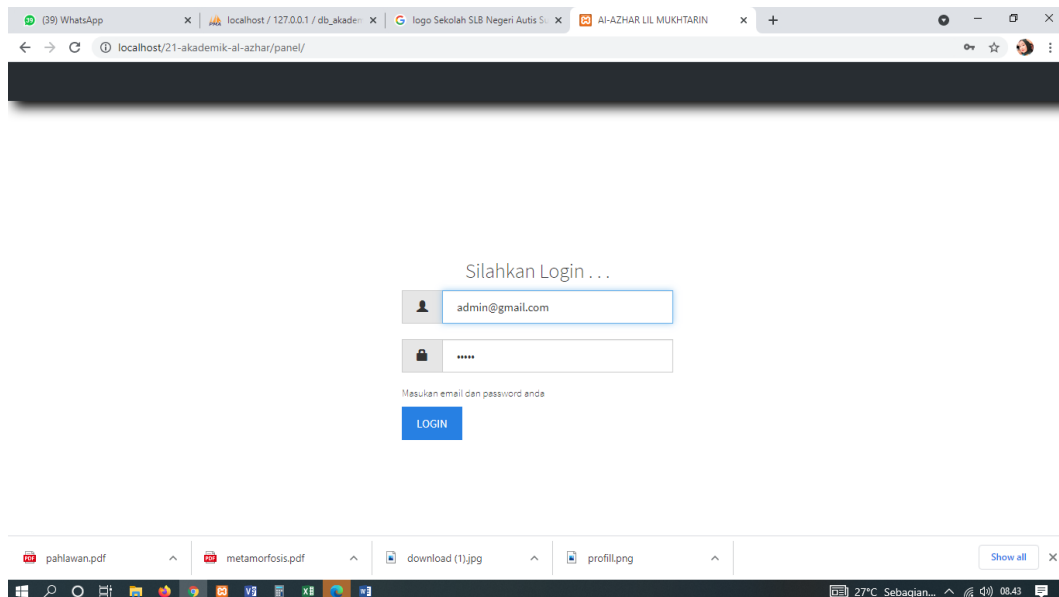 (39) WhatsApp
localhost / 127.0.0.1 / db_akadem
logo Sekolah SLB Negeri Autis Su
Al-AZHAR LIL MUKHTARIN
localhost/21-akademik-al-azhar/panel/
Silahkan Login . . .
admin@gmail.com
Masukan email dan password anda
LOGIN
pahlawan.pdf
metamorfosis.pdf
download (1).jpg
profill.png
Show all
27°C Sebagian...
08.43